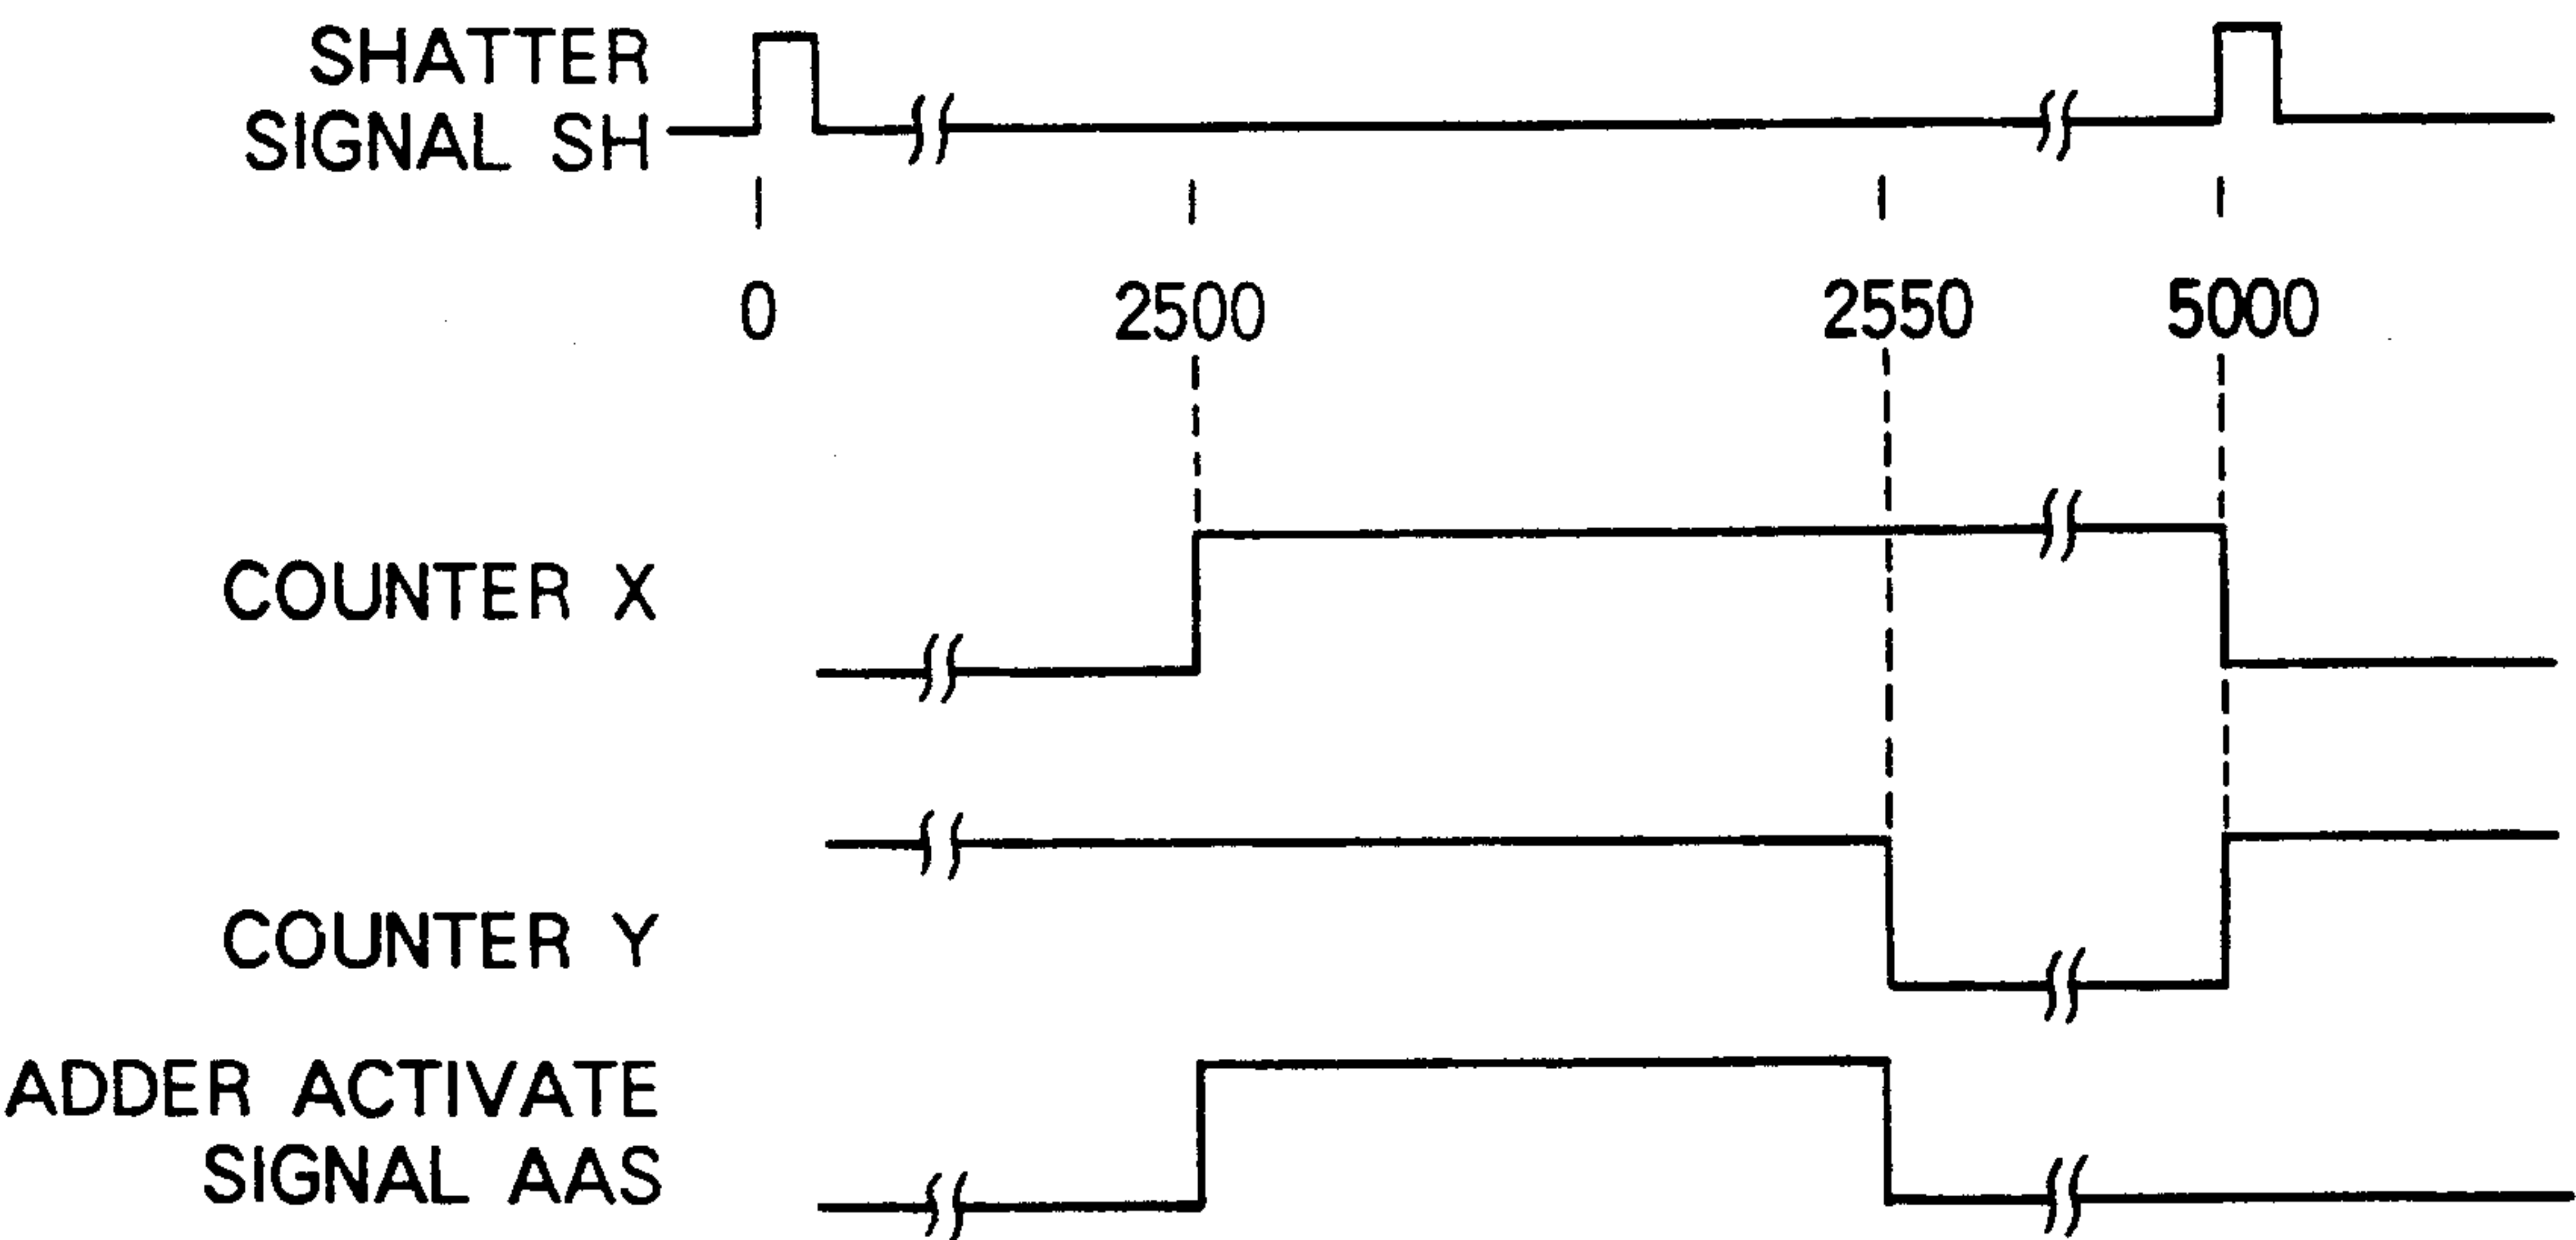 SHATTER
SIGNAL SH
0 2500 2550 5000
COUNTER X
COUNTER Y
ADDER ACTIVATE
SIGNAL AAS